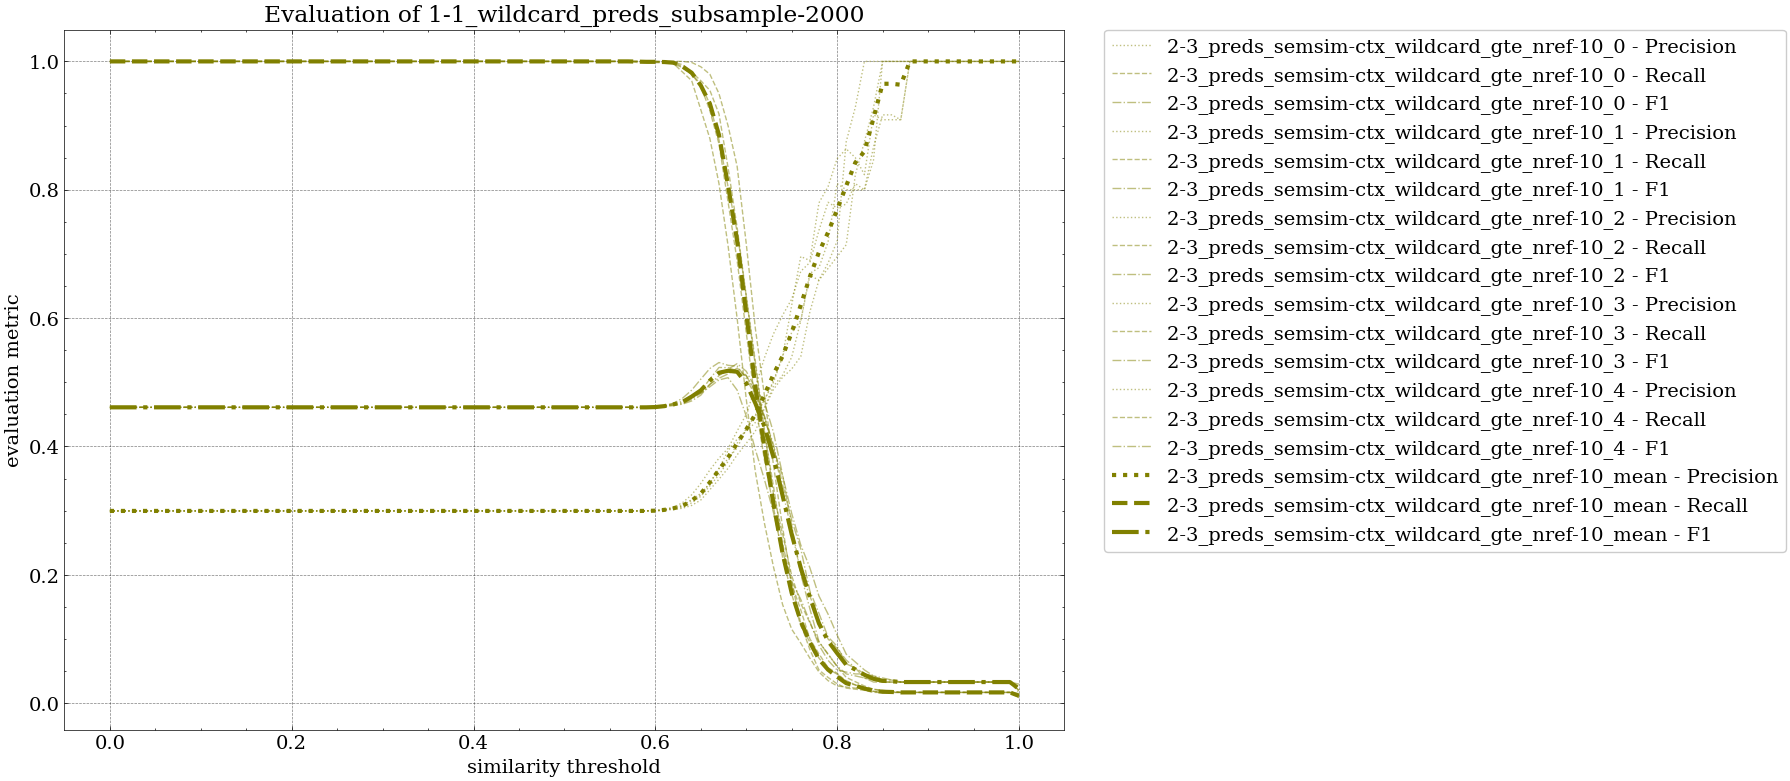 Evaluation of 1-1_wildcard_preds_subsample-2000
evaluation metric
1.0
0.8
0.6
0.4
0.2
0.0
0.0 0.2 0.4 0.6 0.8 1.0
similarity threshold
2-3_preds_semsim-ctx_wildcard_gte_nref-10_0 - Precision
2-3_preds_semsim-ctx_wildcard_gte_nref-10_0 - Recall
2-3_preds_semsim-ctx_wildcard_gte_nref-10_0 - F1
2-3_preds_semsim-ctx_wildcard_gte_nref-10_1 - Precision
2-3_preds_semsim-ctx_wildcard_gte_nref-10_1 - Recall
2-3_preds_semsim-ctx_wildcard_gte_nref-10_1 - F1
2-3_preds_semsim-ctx_wildcard_gte_nref-10_2 - Precision
2-3_preds_semsim-ctx_wildcard_gte_nref-10_2 - Recall
2-3_preds_semsim-ctx_wildcard_gte_nref-10_2 - F1
2-3_preds_semsim-ctx_wildcard_gte_nref-10_3 - Precision
2-3_preds_semsim-ctx_wildcard_gte_nref-10_3 - Recall
2-3_preds_semsim-ctx_wildcard_gte_nref-10_3 - F1
2-3_preds_semsim-ctx_wildcard_gte_nref-10_4 - Precision
2-3_preds_semsim-ctx_wildcard_gte_nref-10_4 - Recall
2-3_preds_semsim-ctx_wildcard_gte_nref-10_4 - F1
2-3_preds_semsim-ctx_wildcard_gte_nref-10_mean - Precision
2-3_preds_semsim-ctx_wildcard_gte_nref-10_mean - Recall
2-3_preds_semsim-ctx_wildcard_gte_nref-10_mean - F1